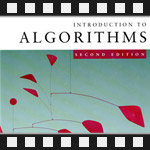 INTRODUCTION TO
ALGORITHMS
SECOND EDITION